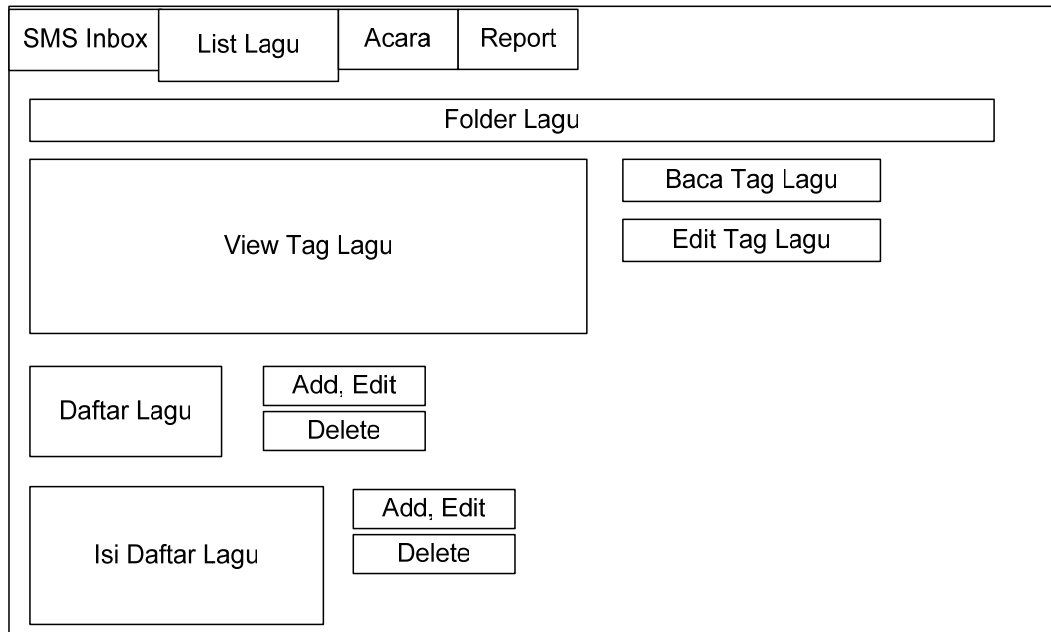 SMS Inbox
List Lagu
Acara
Report
Folder Lagu
View Tag Lagu
Baca Tag Lagu
Edit Tag Lagu
Daftar Lagu
Add, Edit
Delete
Isi Daftar Lagu
Add, Edit
Delete